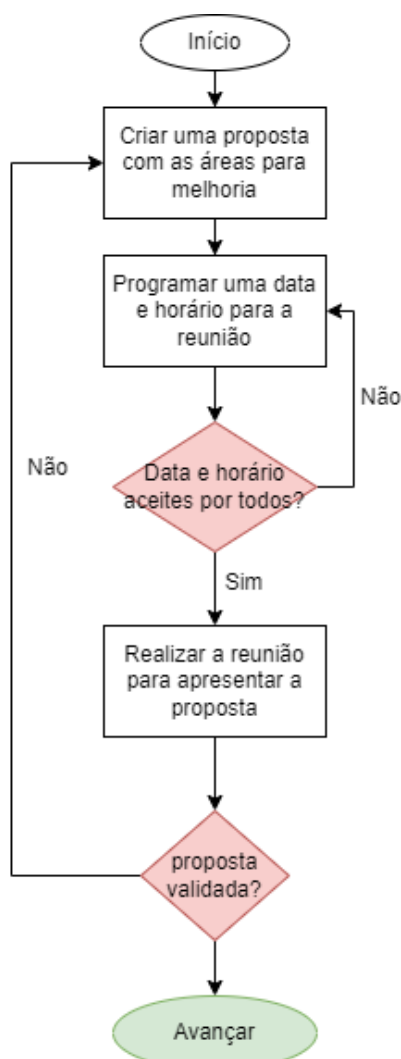 Início
Criar uma proposta
com as áreas para
melhoria
Programar uma data
e horário para a
reunião
Não
Não
Data e horário
aceites por todos?
Sim
Realizar a reunião
para apresentar a
proposta
proposta
validada?
Avançar